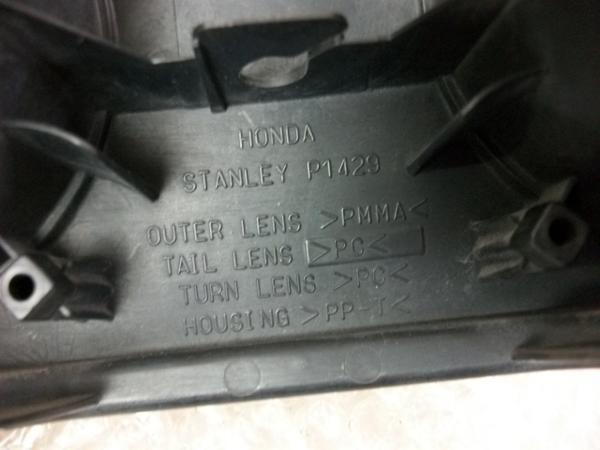 HONDA
STANLEY P1429
OUTER LENS >PMMA<
TAIL LENS >PC<
TURN LENS >PC<
HOUSING >PP-T<